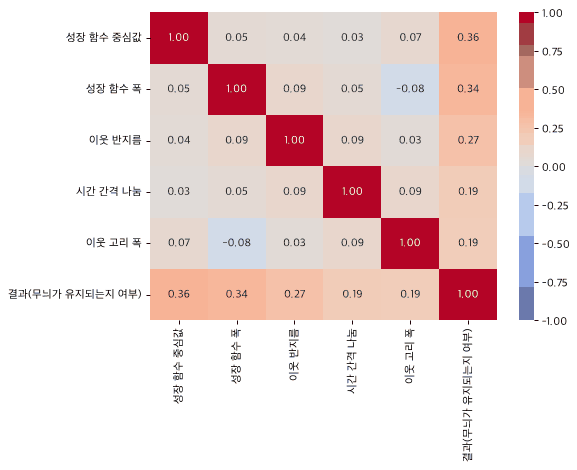 성장 함수 중심값 1.00 0.05 0.04 0.03 0.07 0.36
성장 함수 폭 0.05 1.00 0.09 0.05 -0.08 0.34
이웃 반지름 0.04 0.09 1.00 0.09 0.03 0.27
시간 간격 나눔 0.03 0.05 0.09 1.00 0.09 0.19
이웃 고리 폭 0.07 -0.08 0.03 0.09 1.00 0.19
결과(무늬가 유지되는지 여부) 0.36 0.34 0.27 0.19 0.19 1.00
성장 함수 중심값
성장 함수 폭
이웃 반지름
시간 간격 나눔
이웃 고리 폭
결과(무늬가 유지되는지 여부)
1.00
0.75
0.50
0.25
0.00
-0.25
-0.50
-0.75
-1.00